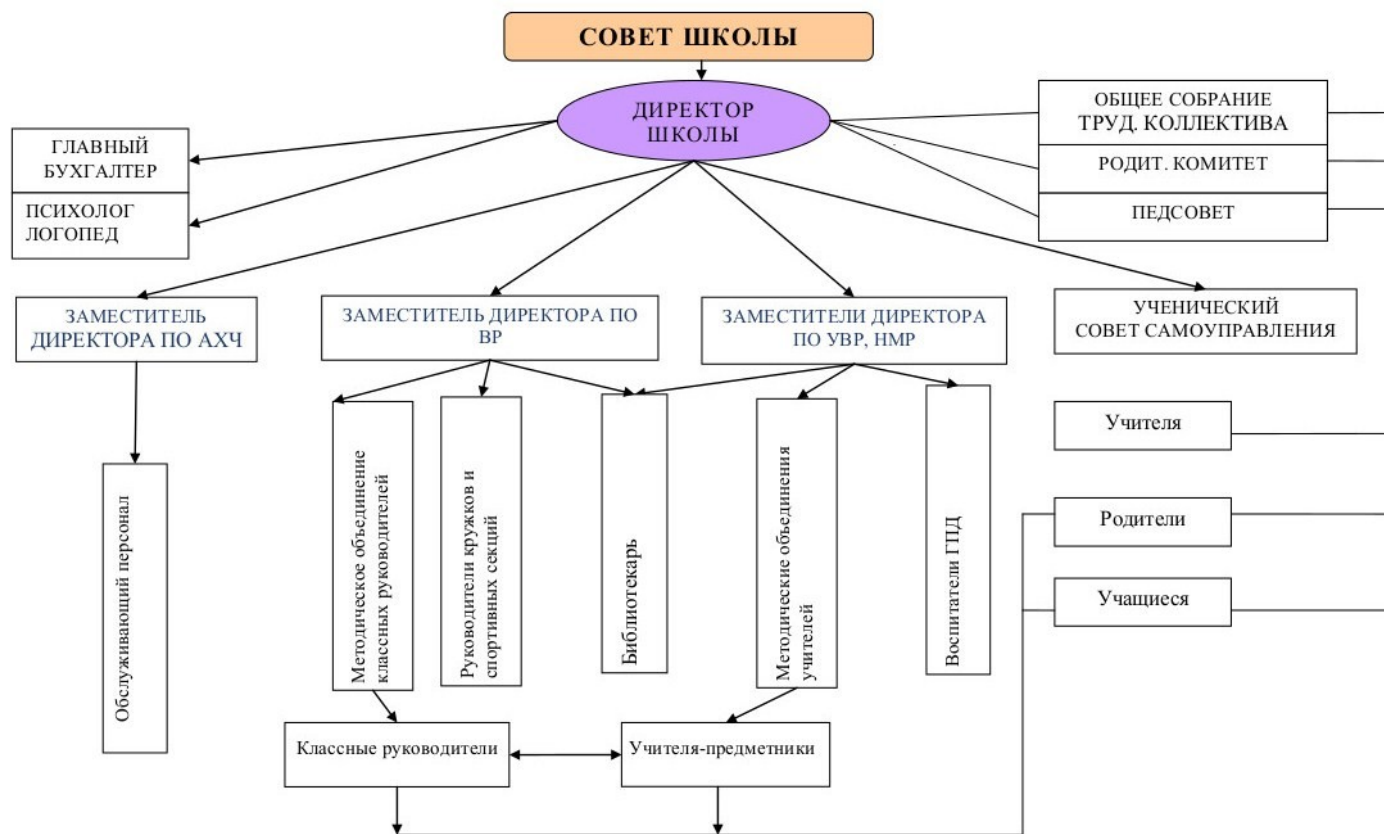 СОВЕТ ШКОЛЫ
ДИРЕКТОР
ШКОЛЫ
ГЛАВНЫЙ
БУХГАЛТЕР
ПСИХОЛОГ
ЛОГОПЕД
ОБЩЕЕ СОБРАНИЕ
ТРУД. КОЛЛЕКТИВА
РОДИТ. КОМИТЕТ
ПЕДСОВЕТ
ЗАМЕСТИТЕЛЬ
ДИРЕКТОРА ПО АХЧ
ЗАМЕСТИТЕЛЬ ДИРЕКТОРА ПО
ВР
ЗАМЕСТИТЕЛИ ДИРЕКТОРА
ПО УВР, НМР
УЧЕНИЧЕСКИЙ
СОВЕТ САМОУПРАВЛЕНИЯ
Обслуживающий персонал
Методическое объединение
классных руководителей
Руководители кружков и
спортивных секций
Библиотекарь
Методические объединения
учителей
Воспитатели ГПД
Учителя
Родители
Учащиеся
Классные руководители
Учителя-предметники